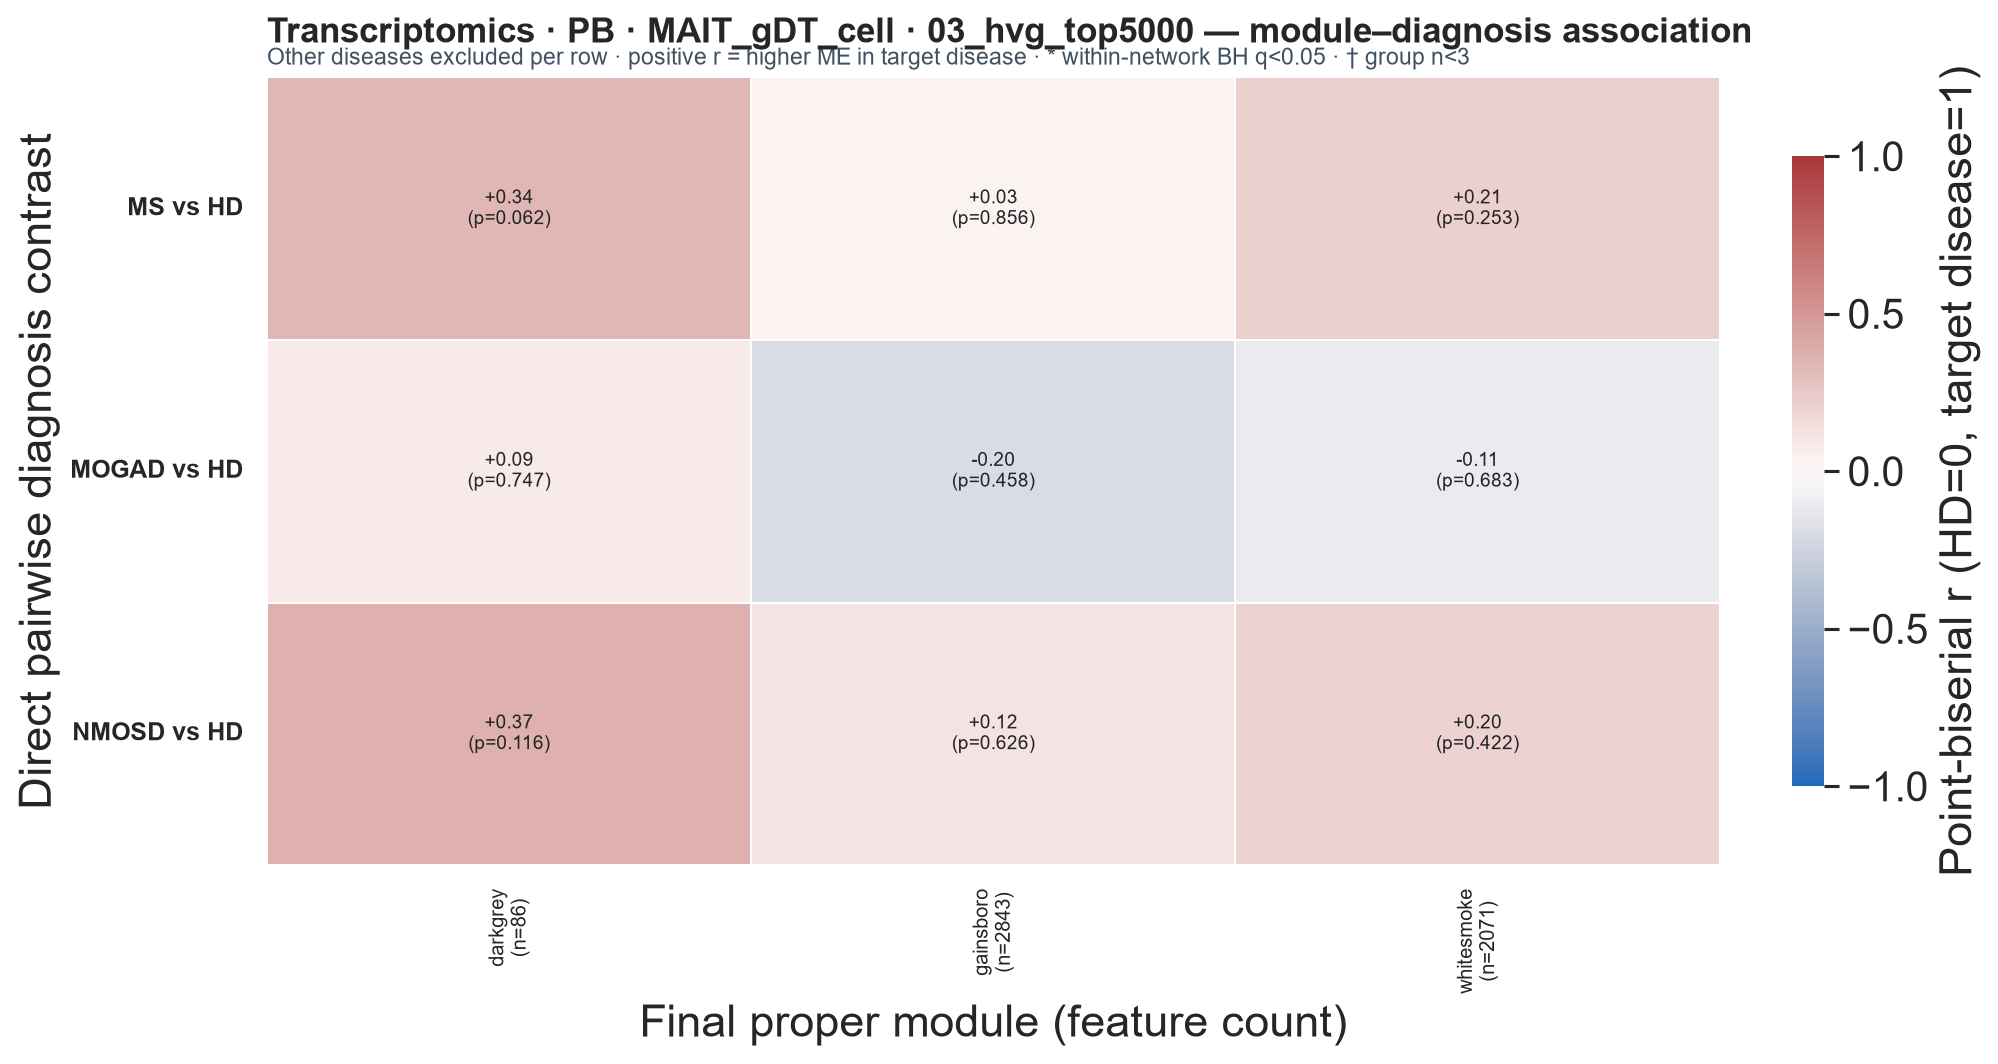 Transcriptomics · PB · MAIT_gDT_cell · 03_hvg_top5000 — module–diagnosis association
Other diseases excluded per row · positive r = higher ME in target disease · * within-network BH q<0.05 · † group n<3
Direct pairwise diagnosis contrast
MS vs HD
+0.34
(p=0.062)
+0.03
(p=0.856)
+0.21
(p=0.253)
MOGAD vs HD
+0.09
(p=0.747)
-0.20
(p=0.458)
-0.11
(p=0.683)
NMOSD vs HD
+0.37
(p=0.116)
+0.12
(p=0.626)
+0.20
(p=0.422)
darkgrey
(n=86)
gainsboro
(n=2843)
whitesmoke
(n=2071)
Final proper module (feature count)
1.0
0.5
0.0
−0.5
−1.0
Point-biserial r (HD=0, target disease=1)